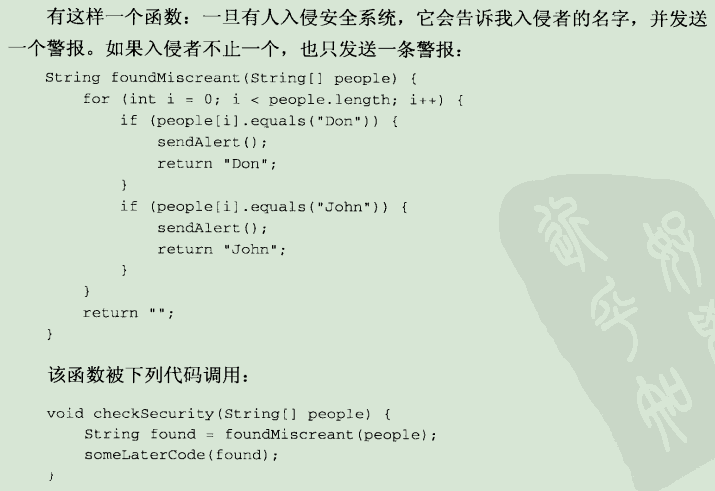 有这样一个函数：一旦有人入侵安全系统，它会告诉我入侵者的名字，并发送
一个警报。如果入侵者不止一个，也只发送一条警报：
String foundMiscreant(String[] people) {
    for (int i = 0; i < people.length; i++) {
        if (people[i].equals("Don")) {
            sendAlert();
            return "Don";
        }
        if (people[i].equals("John")) {
            sendAlert();
            return "John";
        }
    }
    return "";
}
该函数被下列代码调用：
void checkSecurity(String[] people) {
    String found = foundMiscreant(people);
    someLaterCode(found);
}